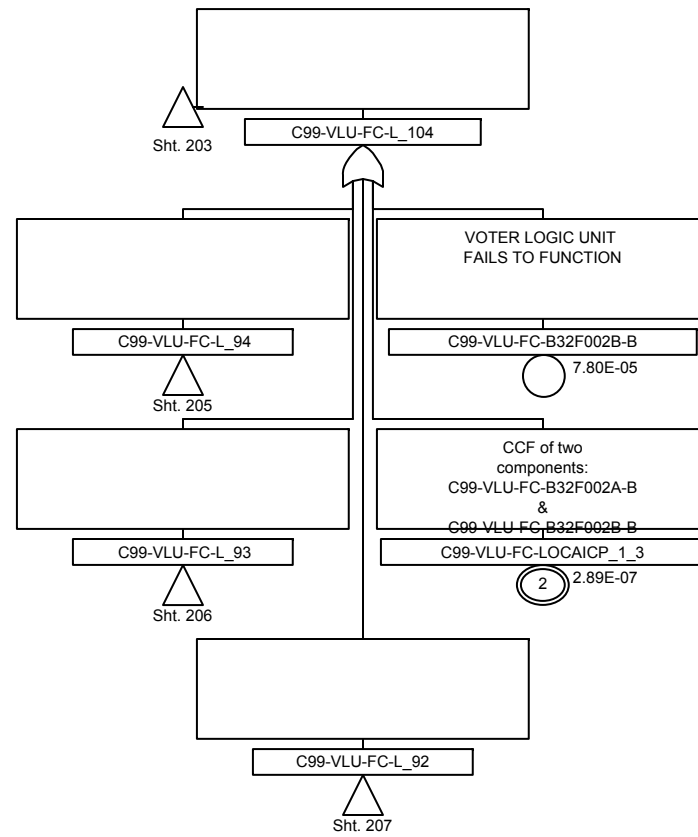 C99-VLU-FC-L_104
Sht. 203
VOTER LOGIC UNIT
FAILS TO FUNCTION
C99-VLU-FC-L_94
Sht. 205
C99-VLU-FC-B32F002B-B
7.80E-05
CCF of two
components:
C99-VLU-FC-B32F002A-B
&
C99-VLU-FC-B32F002B-B
C99-VLU-FC-L_93
Sht. 206
C99-VLU-FC-LOCAICP_1_3
2
2.89E-07
C99-VLU-FC-L_92
Sht. 207